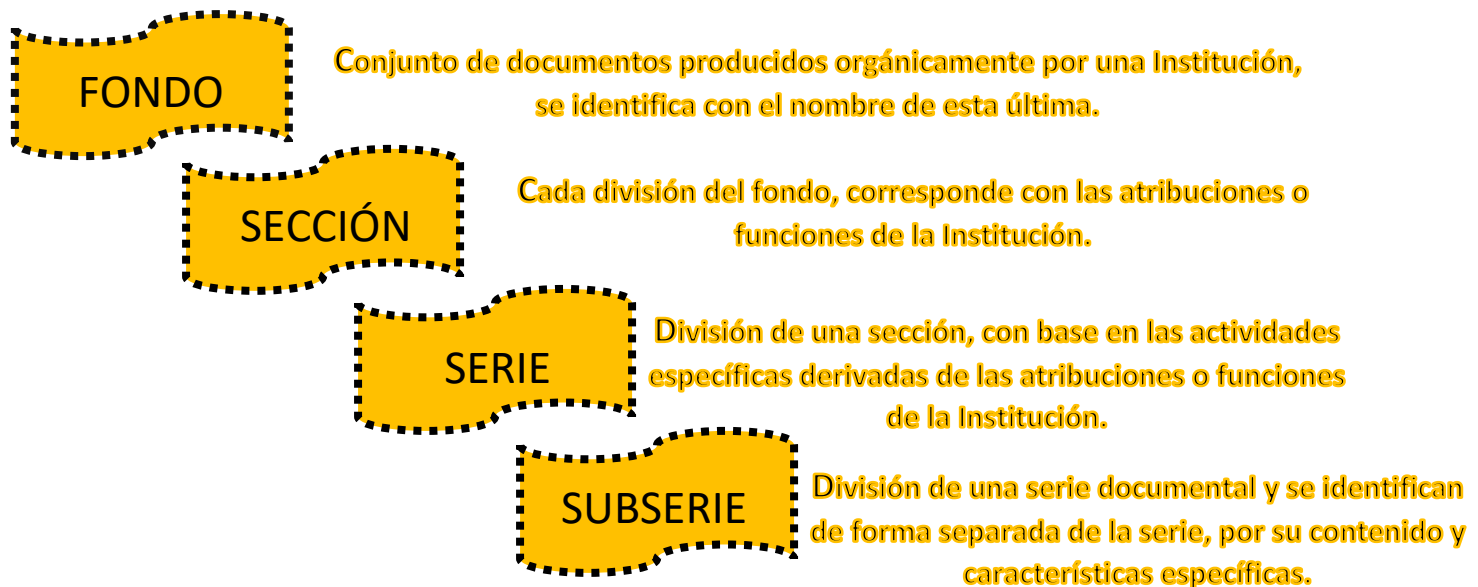 FONDO
Conjunto de documentos producidos orgánicamente por una Institución,
se identifica con el nombre de esta última.
SECCIÓN
Cada división del fondo, corresponde con las atribuciones o
funciones de la Institución.
SERIE
División de una sección, con base en las actividades
específicas derivadas de las atribuciones o funciones
de la Institución.
SUBSERIE
División de una serie documental y se identifican
de forma separada de la serie, por su contenido y
características específicas.